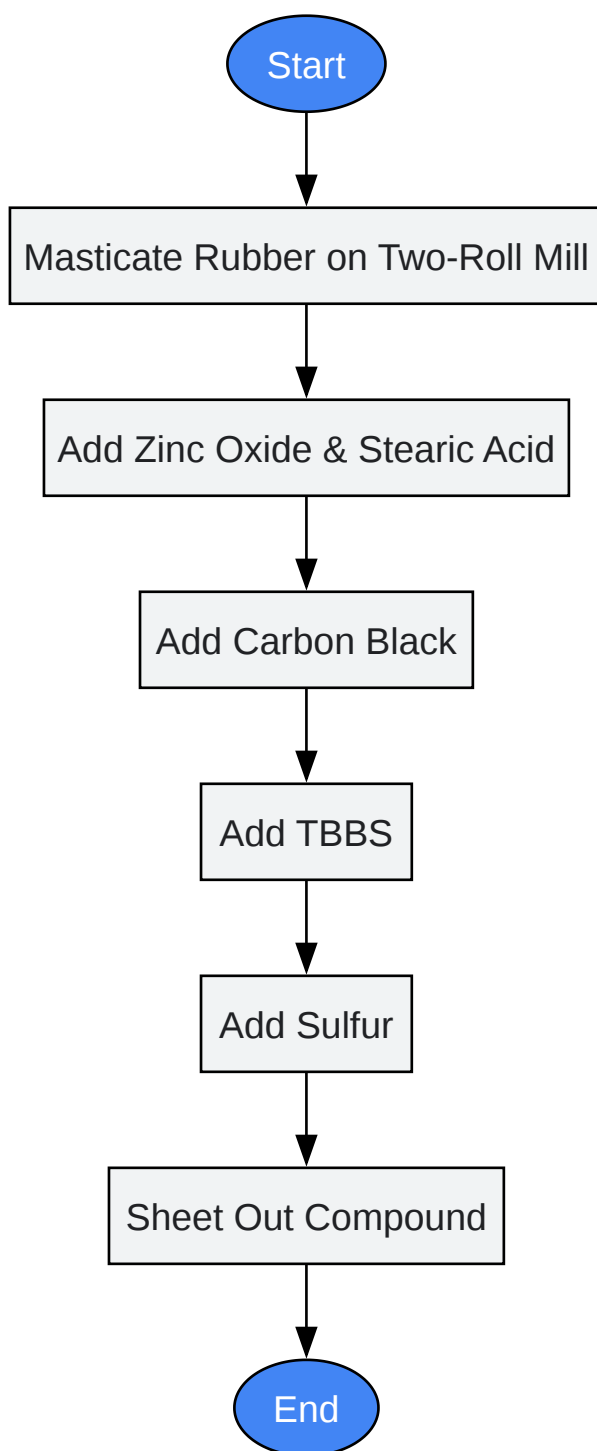 Start
Masticate Rubber on Two-Roll Mill
Add Zinc Oxide & Stearic Acid
Add Carbon Black
Add TBBS
Add Sulfur
Sheet Out Compound
End